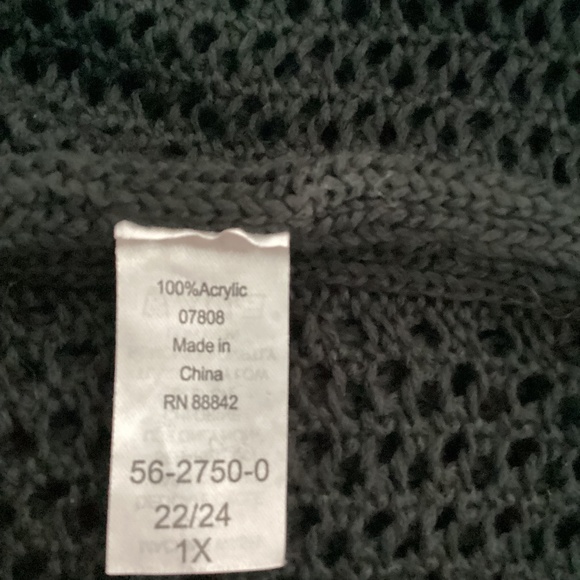 100%Acrylic
07808
Made in
China
RN 88842
56-2750-0
22/24
1X